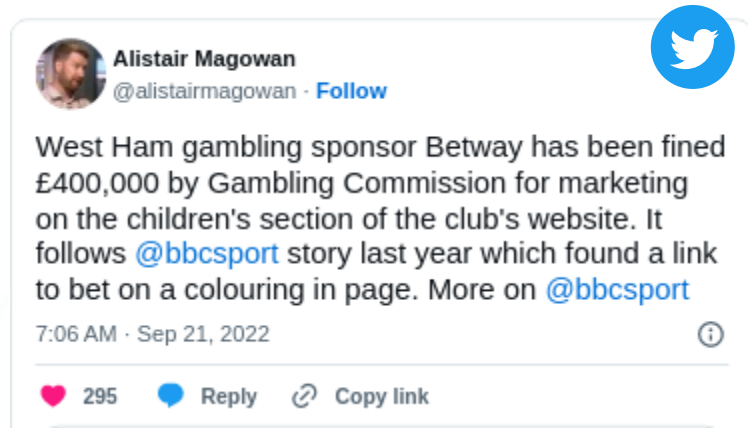 Alistair Magowan
@alistairmagowan · Follow
West Ham gambling sponsor Betway has been fined
£400,000 by Gambling Commission for marketing
on the children's section of the club's website. It
follows @bbcsport story last year which found a link
to bet on a colouring in page. More on @bbcsport
7:06 AM · Sep 21, 2022
295 Reply Copy link